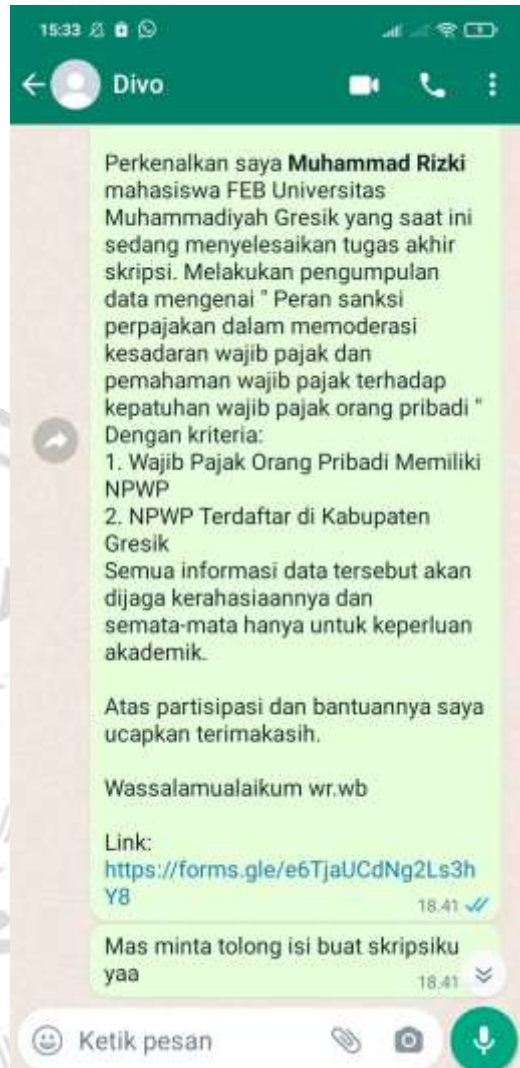 15:33
Divo
Perkenalkan saya Muhammad Rizki
mahasiswa FEB Universitas
Muhammadiyah Gresik yang saat ini
sedang menyelesaikan tugas akhir
skripsi. Melakukan pengumpulan
data mengenai " Peran sanksi
perpajakan dalam memoderasi
kesadaran wajib pajak dan
pemahaman wajib pajak terhadap
kepatuhan wajib pajak orang pribadi "
Dengan kriteria:
1. Wajib Pajak Orang Pribadi Memiliki
NPWP
2. NPWP Terdaftar di Kabupaten
Gresik
Semua informasi data tersebut akan
dijaga kerahasiaannya dan
semata-mata hanya untuk keperluan
akademik.
Atas partisipasi dan bantuannya saya
ucapkan terimakasih.
Wassalamualaikum wr.wb
Link:
https://forms.gle/e6TjaUCdNg2Ls3h
Y8
18.41
Mas minta tolong isi buat skripsiku
yaa
18.41
Ketik pesan